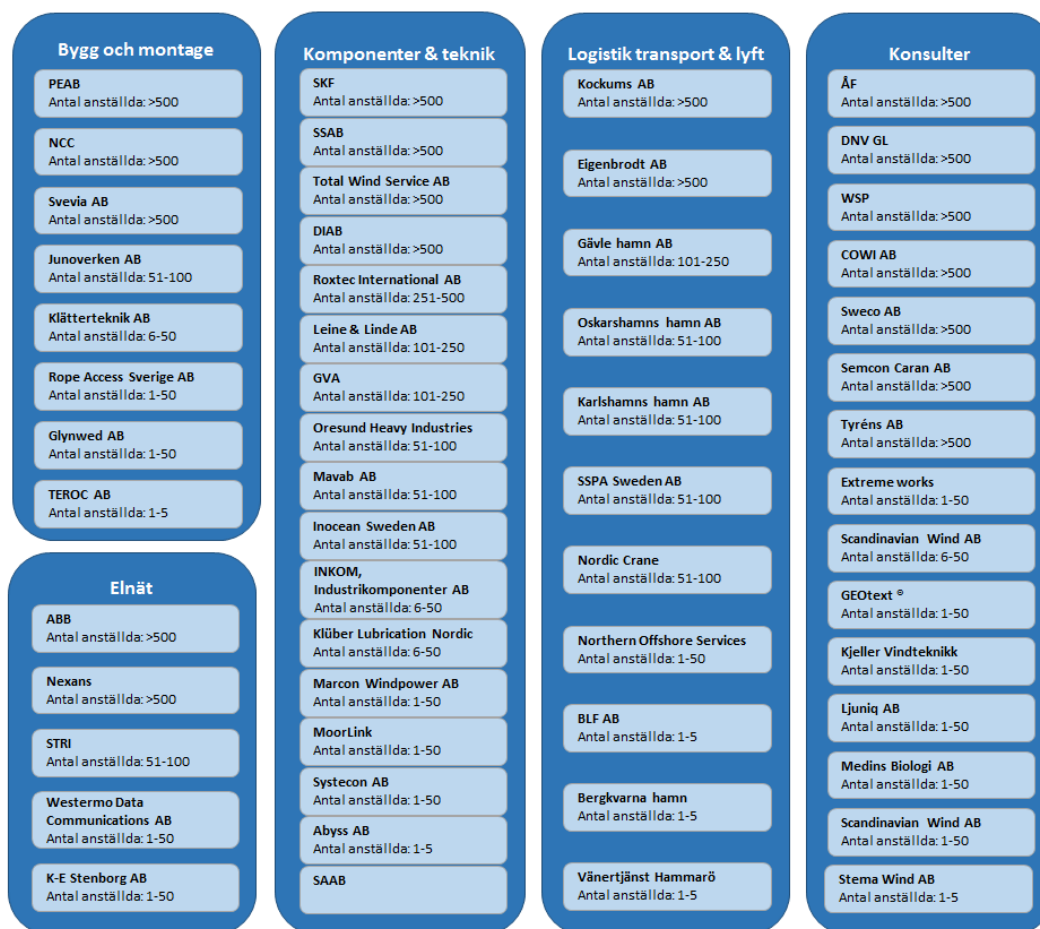 Bygg och montage
PEAB
Antal anställda: >500
NCC
Antal anställda: >500
Svevia AB
Antal anställda: >500
Junoverken AB
Antal anställda: 51-100
Klätterteknik AB
Antal anställda: 6-50
Rope Access Sverige AB
Antal anställda: 1-50
Glynwed AB
Antal anställda: 1-50
TEROC AB
Antal anställda: 1-5
Elnät
ABB
Antal anställda: >500
Nexans
Antal anställda: >500
STRI
Antal anställda: 51-100
Westermo Data
Communications AB
Antal anställda: 1-50
K-E Stenborg AB
Antal anställda: 1-50
Komponenter & teknik
SKF
Antal anställda: >500
SSAB
Antal anställda: >500
Total Wind Service AB
Antal anställda: >500
DIAB
Antal anställda: >500
Roxtec International AB
Antal anställda: 251-500
Leine & Linde AB
Antal anställda: 101-250
GVA
Antal anställda: 101-250
Oresund Heavy Industries
Antal anställda: 51-100
Mavab AB
Antal anställda: 51-100
Inocean Sweden AB
Antal anställda: 51-100
INKOM,
Industrikomponenter AB
Antal anställda: 6-50
Klüber Lubrication Nordic
Antal anställda: 6-50
Marcon Windpower AB
Antal anställda: 1-50
MoorLink
Antal anställda: 1-50
Systecon AB
Antal anställda: 1-50
Abyss AB
Antal anställda: 1-5
SAAB
Logistik transport & lyft
Kockums AB
Antal anställda: >500
Eigenbrodt AB
Antal anställda: >500
Gävle hamn AB
Antal anställda: 101-250
Oskarshamns hamn AB
Antal anställda: 51-100
Karlshamns hamn AB
Antal anställda: 51-100
SSPA Sweden AB
Antal anställda: 51-100
Nordic Crane
Antal anställda: 51-100
Northern Offshore Services
Antal anställda: 1-50
BLF AB
Antal anställda: 1-5
Bergkvarna hamn
Antal anställda: 1-5
Vänertjänst Hammarö
Antal anställda: 1-5
Konsulter
ÅF
Antal anställda: >500
DNV GL
Antal anställda: >500
WSP
Antal anställda: >500
COWI AB
Antal anställda: >500
Sweco AB
Antal anställda: >500
Semcon Caran AB
Antal anställda: >500
Tyréns AB
Antal anställda: >500
Extreme works
Antal anställda: 1-50
Scandinavian Wind AB
Antal anställda: 6-50
GEOtext ®
Antal anställda: 1-50
Kjeller Vindteknikk
Antal anställda: 1-50
Ljuniq AB
Antal anställda: 1-50
Medins Biologi AB
Antal anställda: 1-50
Scandinavian Wind AB
Antal anställda: 1-50
Stema Wind AB
Antal anställda: 1-5